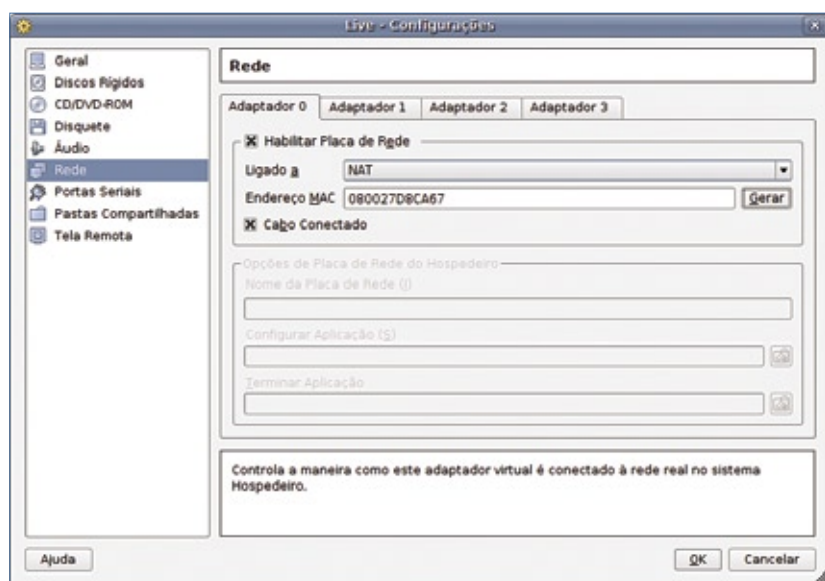 Live - Configurações
Geral
Discos Rígidos
CD/DVD-ROM
Disquete
Áudio
Rede
Portas Seriais
Pastas Compartilhadas
Tela Remota
Rede
Adaptador 0 Adaptador 1 Adaptador 2 Adaptador 3
Habilitar Placa de Rede
Ligado a NAT
Endereço MAC 080027D8CA67 Gerar
Cabo Conectado
Opções de Placa de Rede do Hospedeiro
Nome da Placa de Rede (I)
Configurar Aplicação (S)
Terminar Aplicação
Controla a maneira como este adaptador virtual é conectado à rede real no sistema
Hospedeiro.
Ajuda OK Cancelar